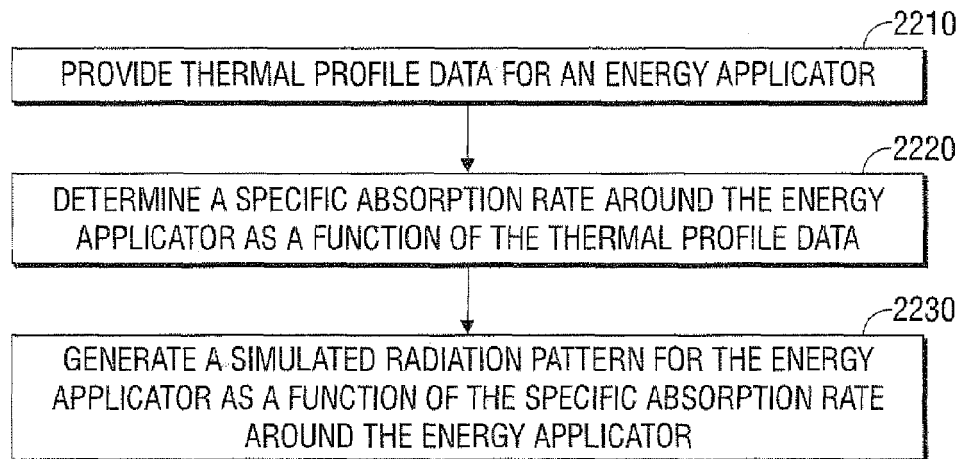 2210
PROVIDE THERMAL PROFILE DATA FOR AN ENERGY APPLICATOR
2220
DETERMINE A SPECIFIC ABSORPTION RATE AROUND THE ENERGY
APPLICATOR AS A FUNCTION OF THE THERMAL PROFILE DATA
2230
GENERATE A SIMULATED RADIATION PATTERN FOR THE ENERGY
APPLICATOR AS A FUNCTION OF THE SPECIFIC ABSORPTION RATE
AROUND THE ENERGY APPLICATOR